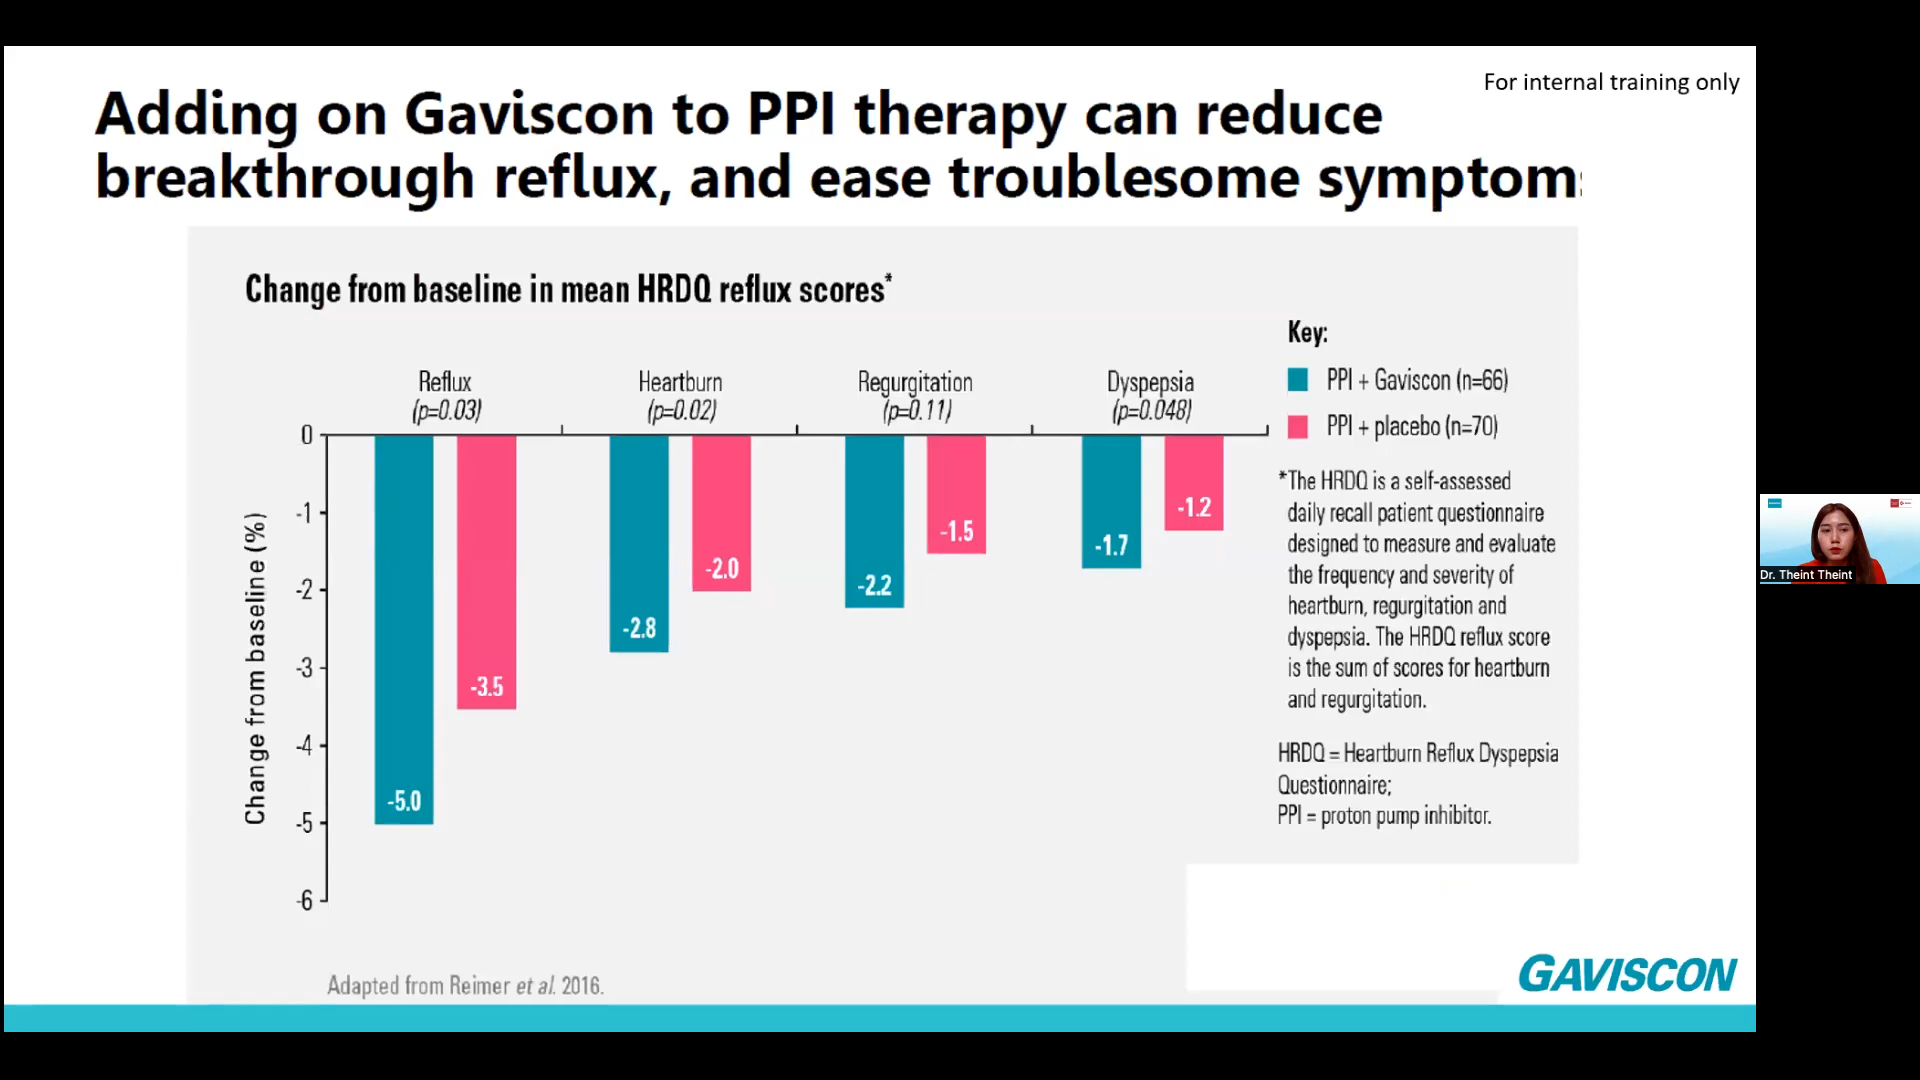 For internal training only
Adding on Gaviscon to PPI therapy can reduce
breakthrough reflux, and ease troublesome symptoms
Change from baseline in mean HRDQ reflux scores*
Key:
PPI + Gaviscon (n=66)
PPI + placebo (n=70)
Reflux
(p=0.03)
Heartburn
(p=0.02)
Regurgitation
(p=0.11)
Dyspepsia
(p=0.048)
Change from baseline (%)
0
-1
-2
-3
-4
-5
-6
-5.0
-3.5
-2.8
-2.0
-2.2
-1.5
-1.7
-1.2
*The HRDQ is a self-assessed
daily recall patient questionnaire
designed to measure and evaluate
the frequency and severity of
heartburn, regurgitation and
dyspepsia. The HRDQ reflux score
is the sum of scores for heartburn
and regurgitation.
HRDQ = Heartburn Reflux Dyspepsia
Questionnaire;
PPI = proton pump inhibitor.
Adapted from Reimer et al. 2016.
GAVISCON
Dr. Theint Theint